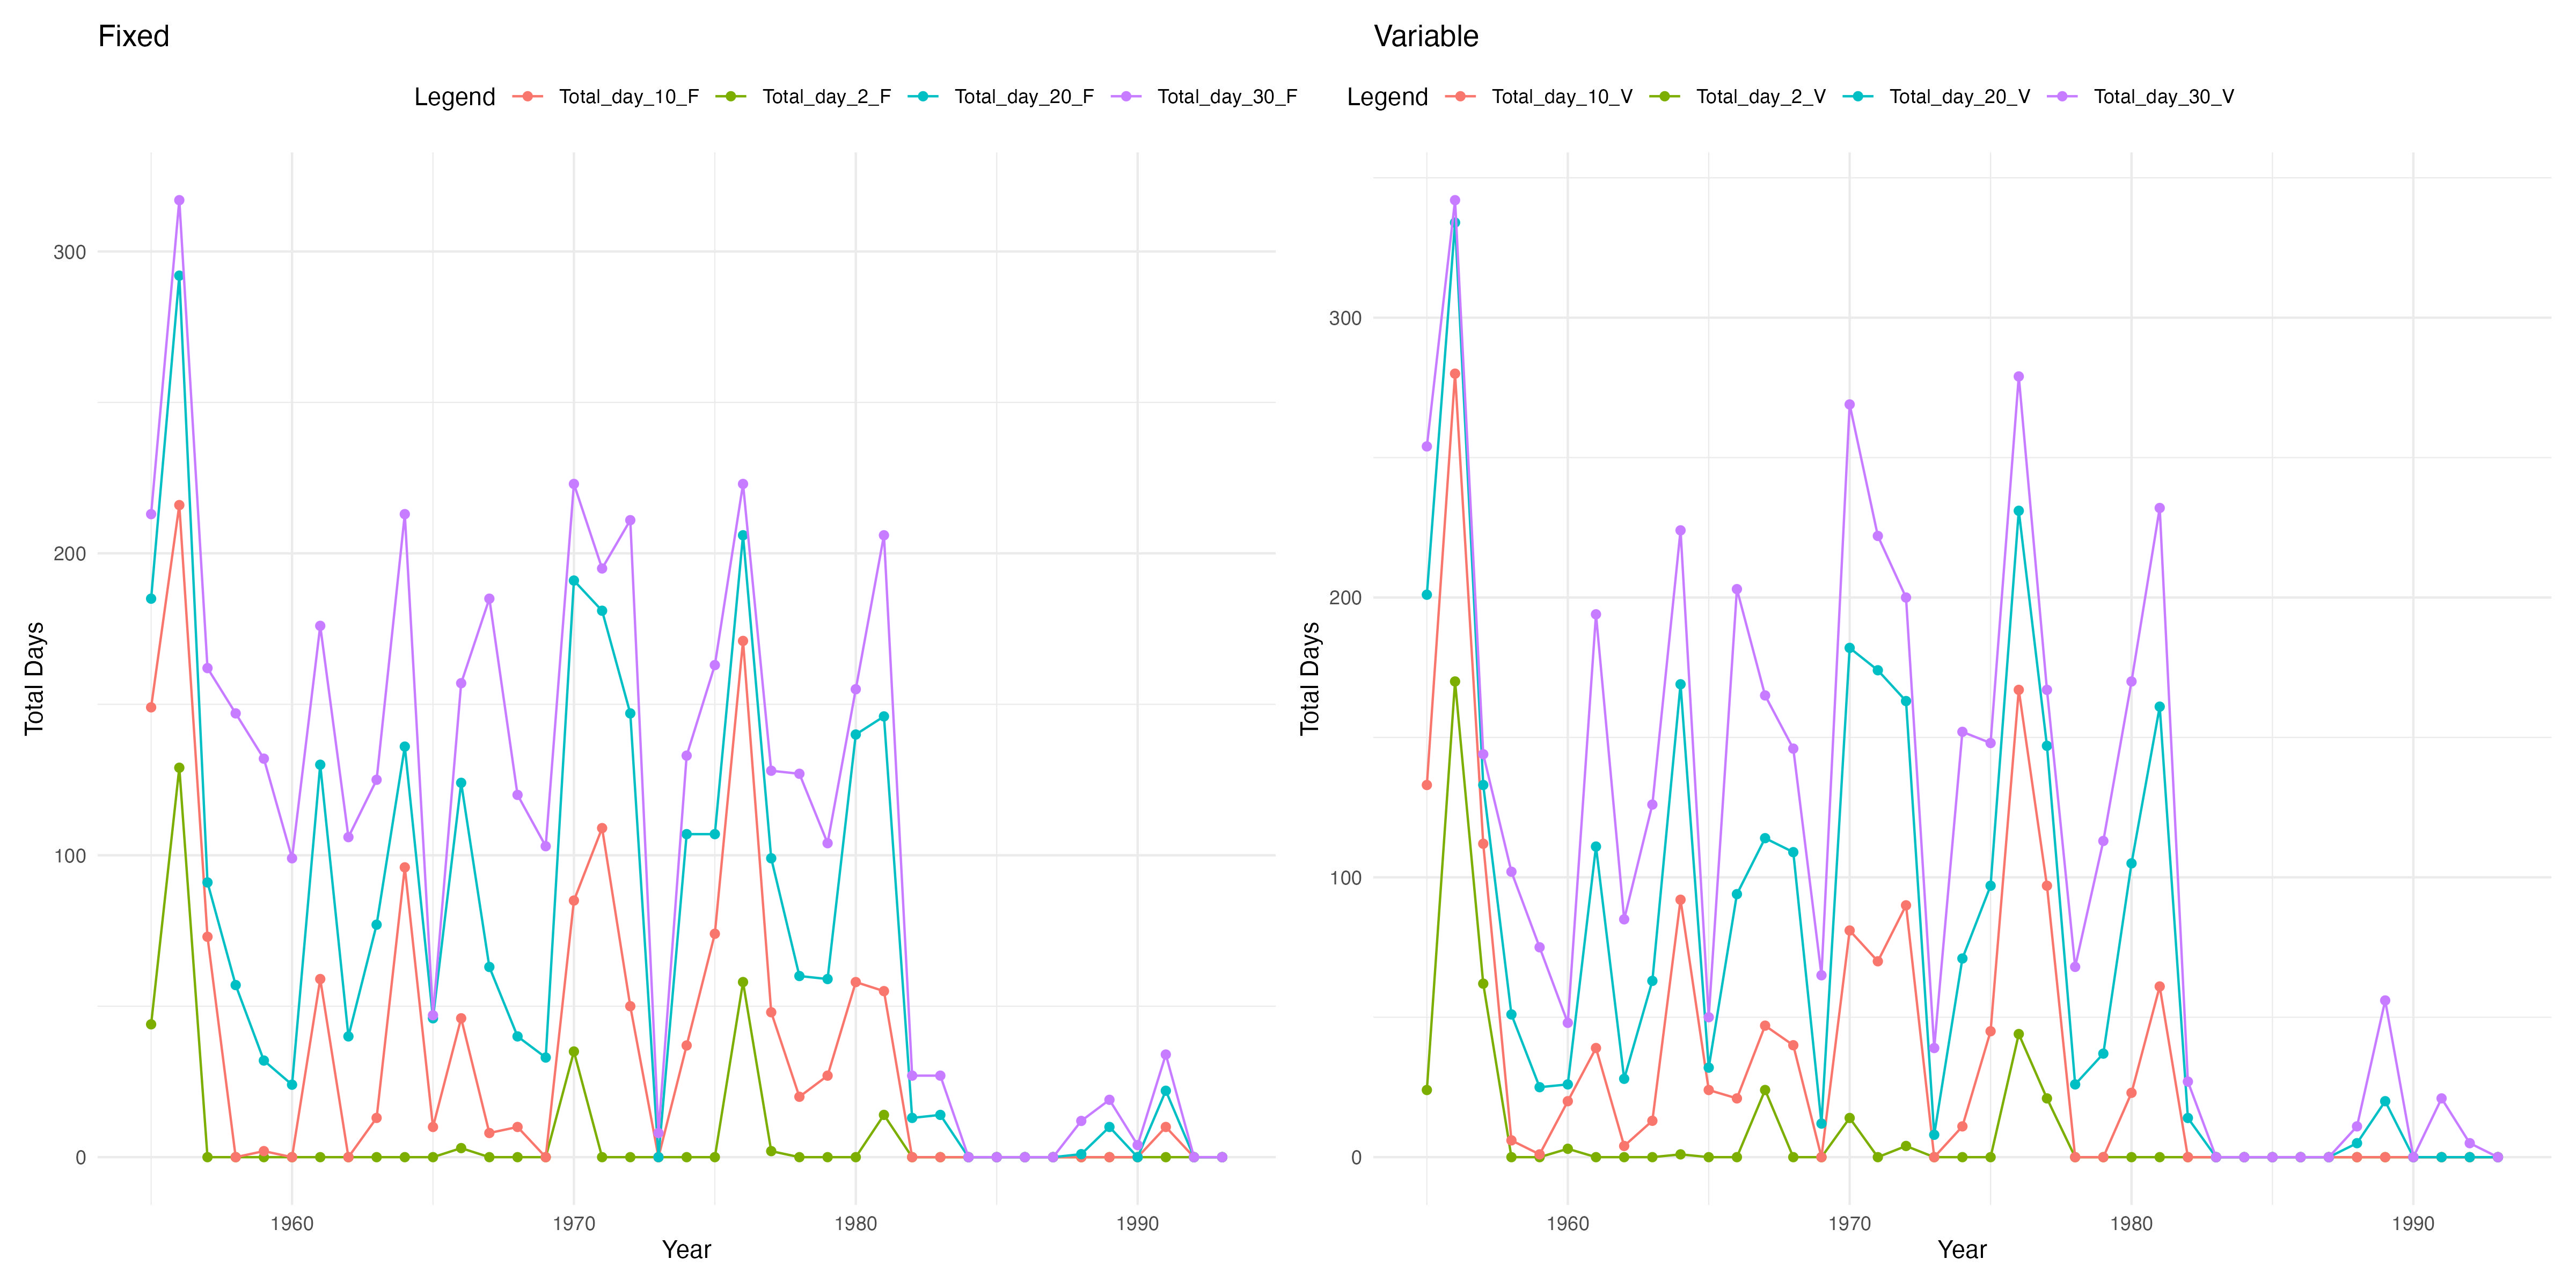 Fixed
Legend Total_day_10_F Total_day_2_F Total_day_20_F Total_day_30_F
300
200
100
0
Total Days
1960 1970 1980 1990
Year
Variable
Legend Total_day_10_V Total_day_2_V Total_day_20_V Total_day_30_V
300
200
100
0
Total Days
1960 1970 1980 1990
Year